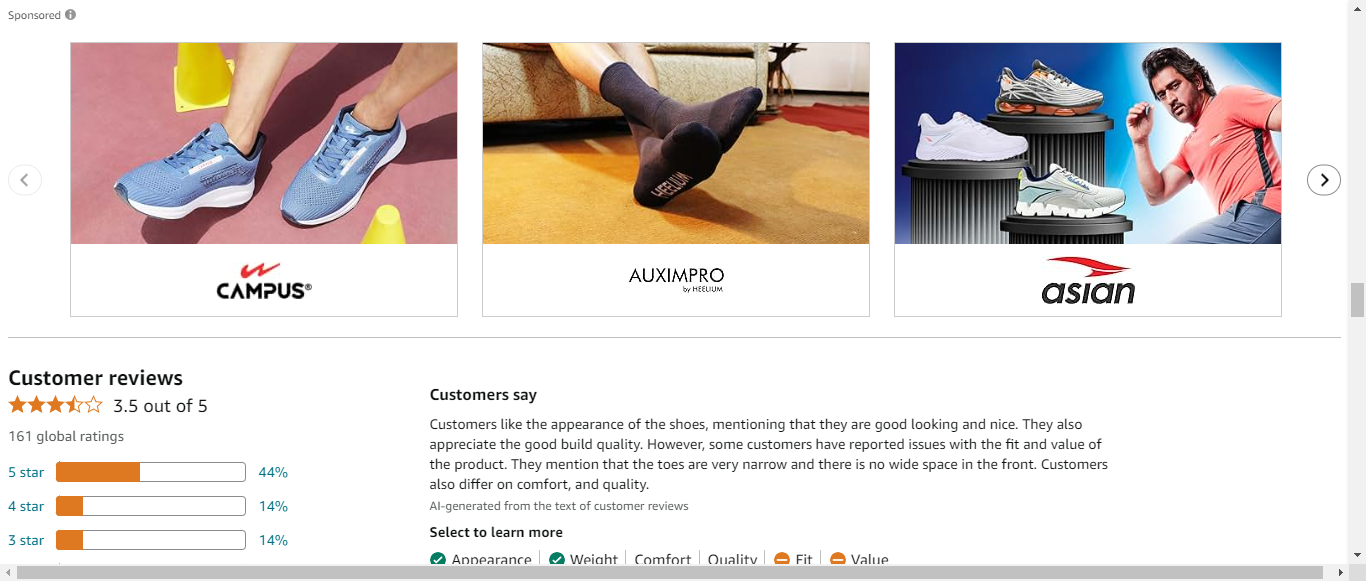 Sponsored
HEELIUM
CAMPUS®
AUXIMPRO
by HEELIUM
asian
Customer reviews
3.5 out of 5
161 global ratings
5 star 44%
4 star 14%
3 star 14%
Customers say
Customers like the appearance of the shoes, mentioning that they are good looking and nice. They also
appreciate the good build quality. However, some customers have reported issues with the fit and value of
the product. They mention that the toes are very narrow and there is no wide space in the front. Customers
also differ on comfort, and quality.
AI-generated from the text of customer reviews
Select to learn more
Appearance Weight Comfort Quality Fit Value